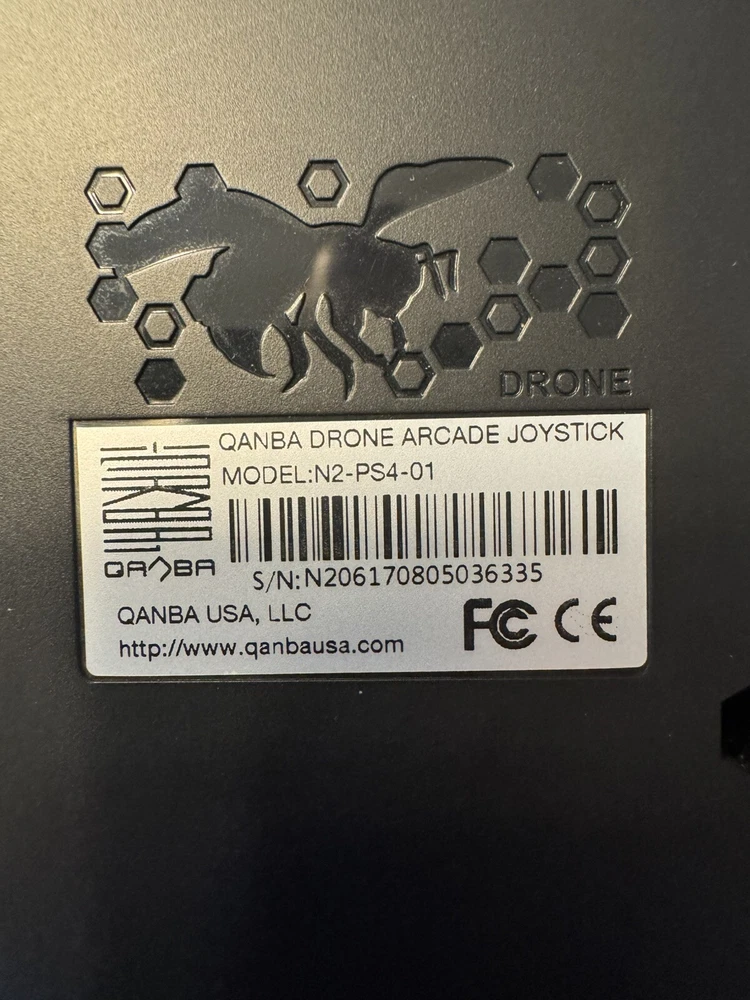 DRONE
QANBA DRONE ARCADE JOYSTICK
MODEL:N2-PS4-01
QANBA
S/N:N206170805036335
QANBA USA, LLC
FC CE
http://www.qanbausa.com